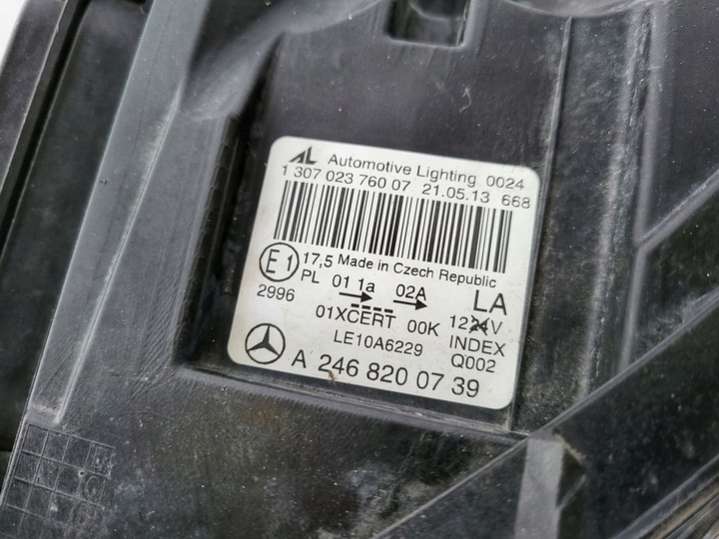 AL Automotive Lighting 0024
1 307 023 760 07 21.05.13 668
E1 17,5 Made in Czech Republic
PL 01 1a 02A LA
2996 01XCERT 00K 1224V
LE10A6229 INDEX
Q002
A 246 820 07 39